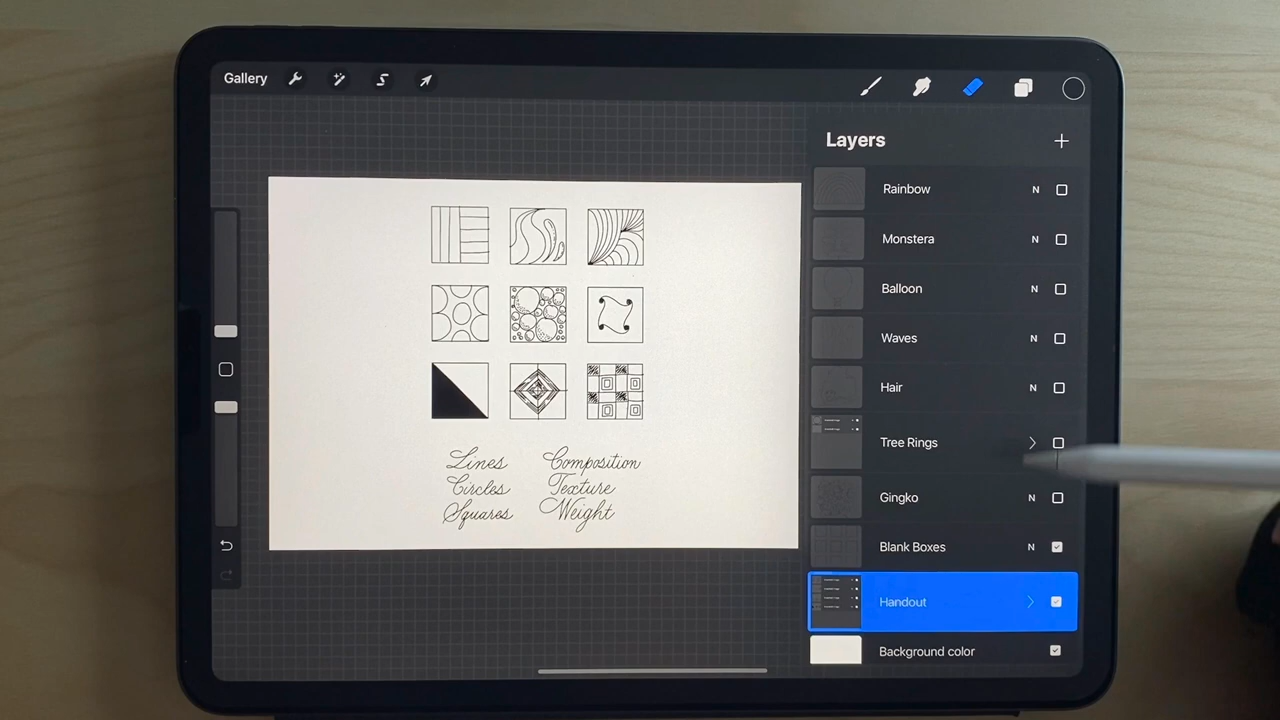 Gallery
Layers
Rainbow N
Monstera N
Balloon N
Waves N
Hair N
Tree Rings
Gingko N
Blank Boxes N
Handout
Background color
Lines Composition
Circles Texture
Squares Weight